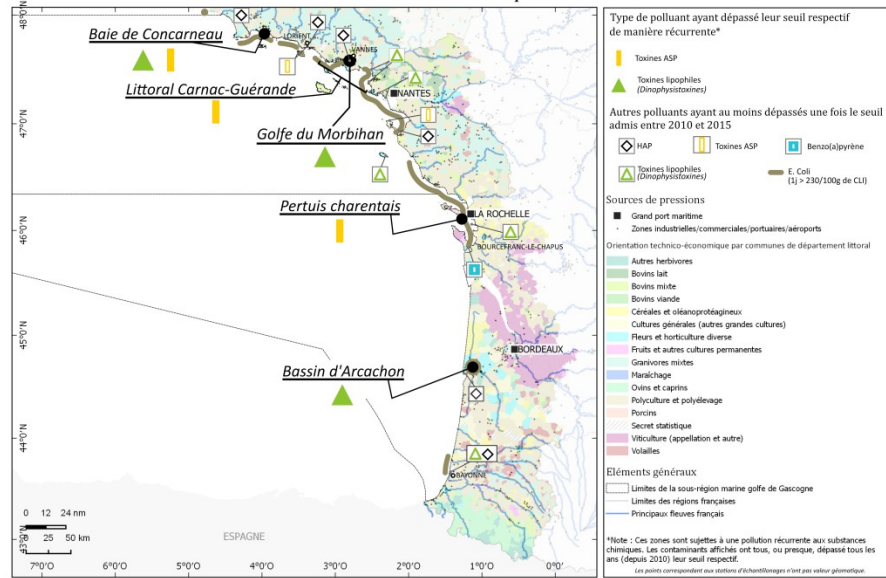 48°0'N
47°0'N
46°0'N
45°0'N
44°0'N
43°0'N
Baie de Concarneau
LORIENT
VANNES
Littoral Carnac-Guérande
NANTES
Golfe du Morbihan
Pertuis charentais
LA ROCHELLE
BOURCEFRANC-LE-CHAPUS
BORDEAUX
Bassin d'Arcachon
BAYONNE
ESPAGNE
0 12 24 nm
0 25 50 km
7°0'O 6°0'O 5°0'O 4°0'O 3°0'O 2°0'O 1°0'O 0°0'
Type de polluant ayant dépassé leur seuil respectif
de manière récurrente*
Toxines ASP
Toxines lipophiles
(Dinophysistoxines)
Autres polluants ayant au moins dépassés une fois le seuil
admis entre 2010 et 2015
HAP
Toxines ASP
Benzo(a)pyrène
Toxines lipophiles
(Dinophysistoxines)
E. Coli
(1j > 230/100g de CLI)
Sources de pressions
Grand port maritime
Zones industrielles/commerciales/portuaires/aéroports
Orientation technico-économique par communes de département littoral
Autres herbivores
Bovins lait
Bovins mixte
Bovins viande
Céréales et oléanoprotéagineux
Cultures générales (autres grandes cultures)
Fleurs et horticulture diverse
Fruits et autres cultures permanentes
Granivores mixtes
Maraîchage
Ovins et caprins
Polyculture et polyélevage
Porcins
Secret statistique
Viticulture (appellation et autre)
Volailles
Eléments généraux
Limites de la sous-région marine golfe de Gascogne
Limites des régions françaises
Principaux fleuves français
*Note : Ces zones sont sujettes à une pollution récurrente aux substances
chimiques. Les contaminants affichés ont tous, ou presque, dépassé tous les
ans (depuis 2010) leur seuil respectif.
Les points correspondant aux stations d'échantillonages n'ont pas valeur géomatique.